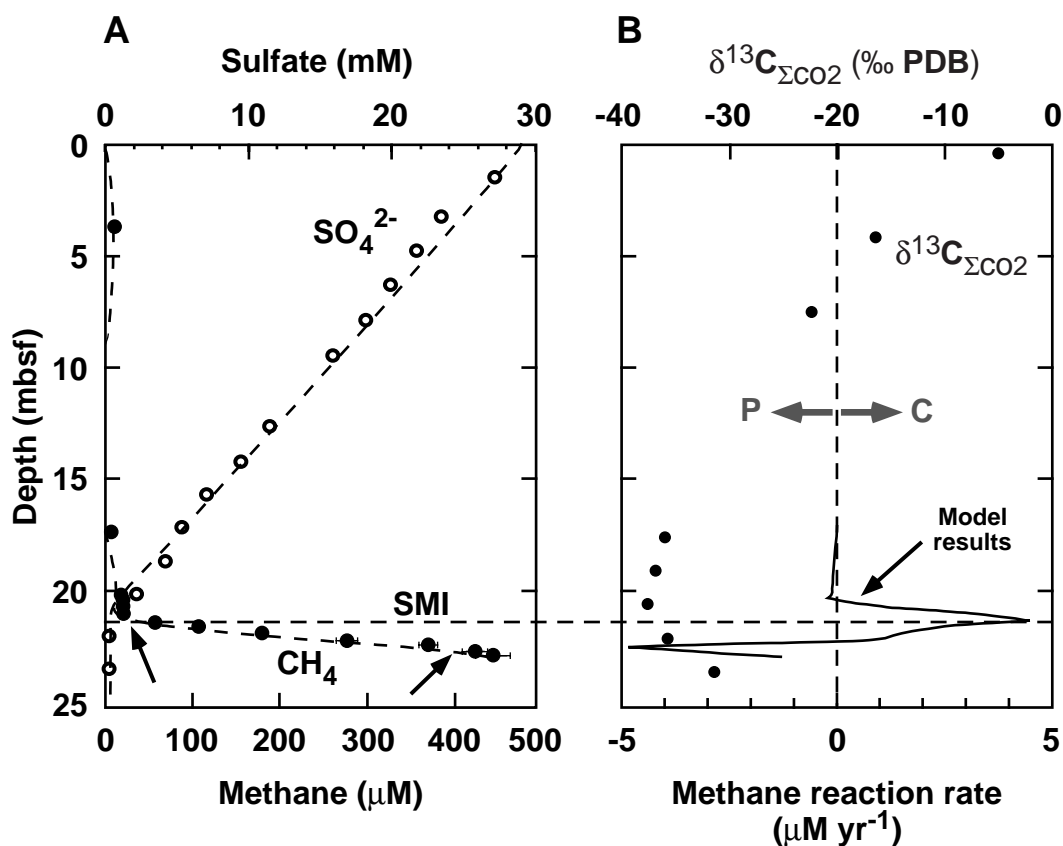 A
B
Sulfate (mM)
δ¹³C_ΣCO2 (‰ PDB)
0 10 20 30
-40 -30 -20 -10 0
0
5
10
15
20
25
Depth (mbsf)
SO₄²⁻
δ¹³C_ΣCO2
P C
Model
results
SMI
CH₄
0 100 200 300 400 500
-5 0 5
Methane (μM)
Methane reaction rate
(μM yr⁻¹)